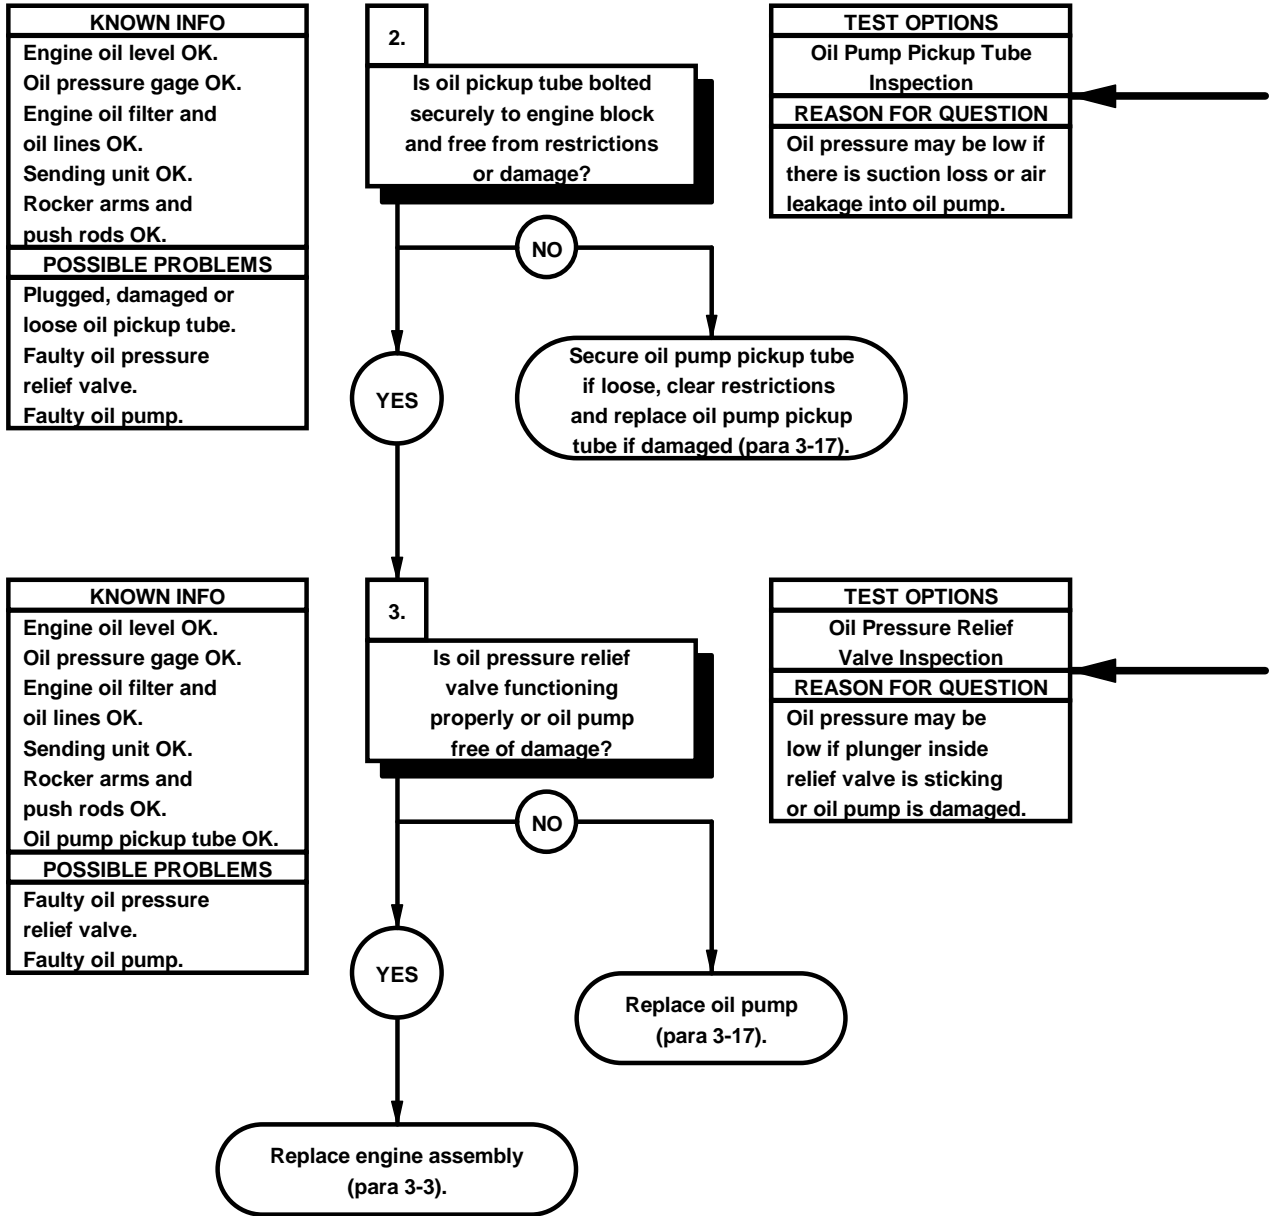 KNOWN INFO
Engine oil level OK.
Oil pressure gage OK.
Engine oil filter and
oil lines OK.
Sending unit OK.
Rocker arms and
push rods OK.
POSSIBLE PROBLEMS
Plugged, damaged or
loose oil pickup tube.
Faulty oil pressure
relief valve.
Faulty oil pump.
2.
Is oil pickup tube bolted
securely to engine block
and free from restrictions
or damage?
NO
YES
Secure oil pump pickup tube
if loose, clear restrictions
and replace oil pump pickup
tube if damaged (para 3-17).
TEST OPTIONS
Oil Pump Pickup Tube
Inspection
REASON FOR QUESTION
Oil pressure may be low if
there is suction loss or air
leakage into oil pump.
KNOWN INFO
Engine oil level OK.
Oil pressure gage OK.
Engine oil filter and
oil lines OK.
Sending unit OK.
Rocker arms and
push rods OK.
Oil pump pickup tube OK.
POSSIBLE PROBLEMS
Faulty oil pressure
relief valve.
Faulty oil pump.
3.
Is oil pressure relief
valve functioning
properly or oil pump
free of damage?
NO
YES
Replace oil pump
(para 3-17).
Replace engine assembly
(para 3-3).
TEST OPTIONS
Oil Pressure Relief
Valve Inspection
REASON FOR QUESTION
Oil pressure may be
low if plunger inside
relief valve is sticking
or oil pump is damaged.